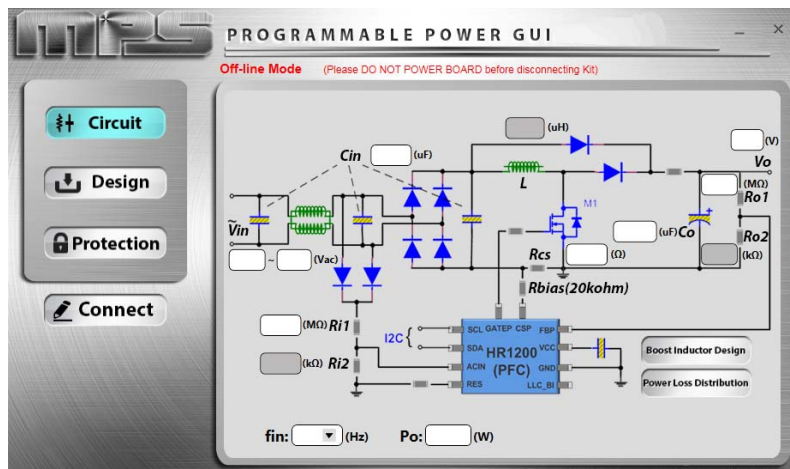 mps
PROGRAMMABLE POWER GUI
Off-line Mode (Please DO NOT POWER BOARD before disconnecting Kit)
Circuit
Design
Protection
Connect
(uH)
(V)
Cin
(uF)
L
Vo
(MΩ)
Ro1
M1
~
Vin
(uF) Co
Ro2
Rcs
(Ω)
(kΩ)
~
(Vac)
Rbias(20kohm)
(MΩ) Ri1
I2C
SCL GATEP CSP FBP
SDA
VCC
HR1200
(PFC)
(kΩ) Ri2
ACIN
GND
RES
LLC_BI
Boost Inductor Design
Power Loss Distribution
fin:
(Hz)
Po:
(W)